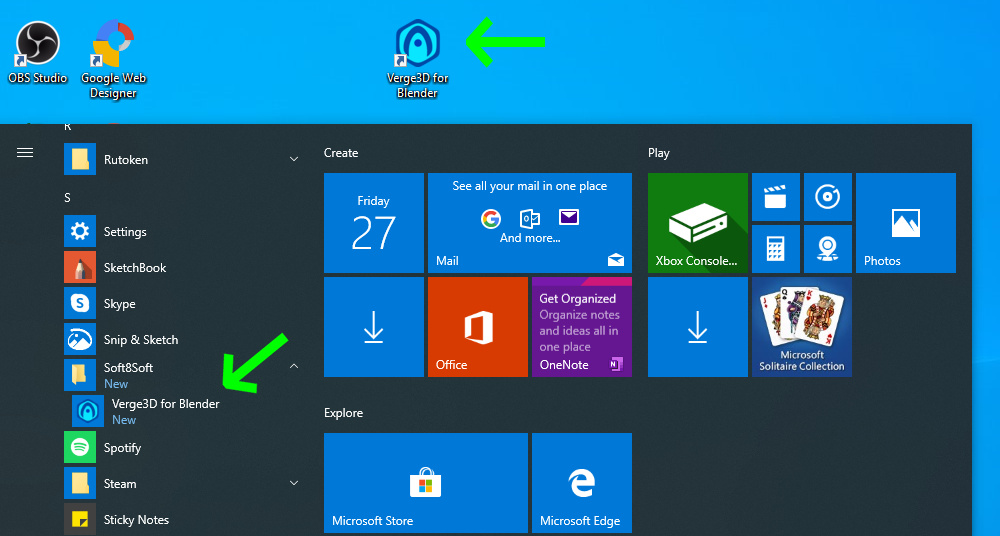 OBS Studio
Google Web
Designer
Verge3D for
Blender
R
Rutoken
S
Settings
SketchBook
Skype
Snip & Sketch
Soft8Soft
New
Verge3D for Blender
New
Spotify
Steam
Sticky Notes
Create
Friday
27
See all your mail in one place
And more...
Mail
Office
Get Organized
Organize notes
and ideas all in
one place
OneNote
Explore
Microsoft Store
Microsoft Edge
Play
Xbox Console...
Photos
Microsoft
Solitaire Collection